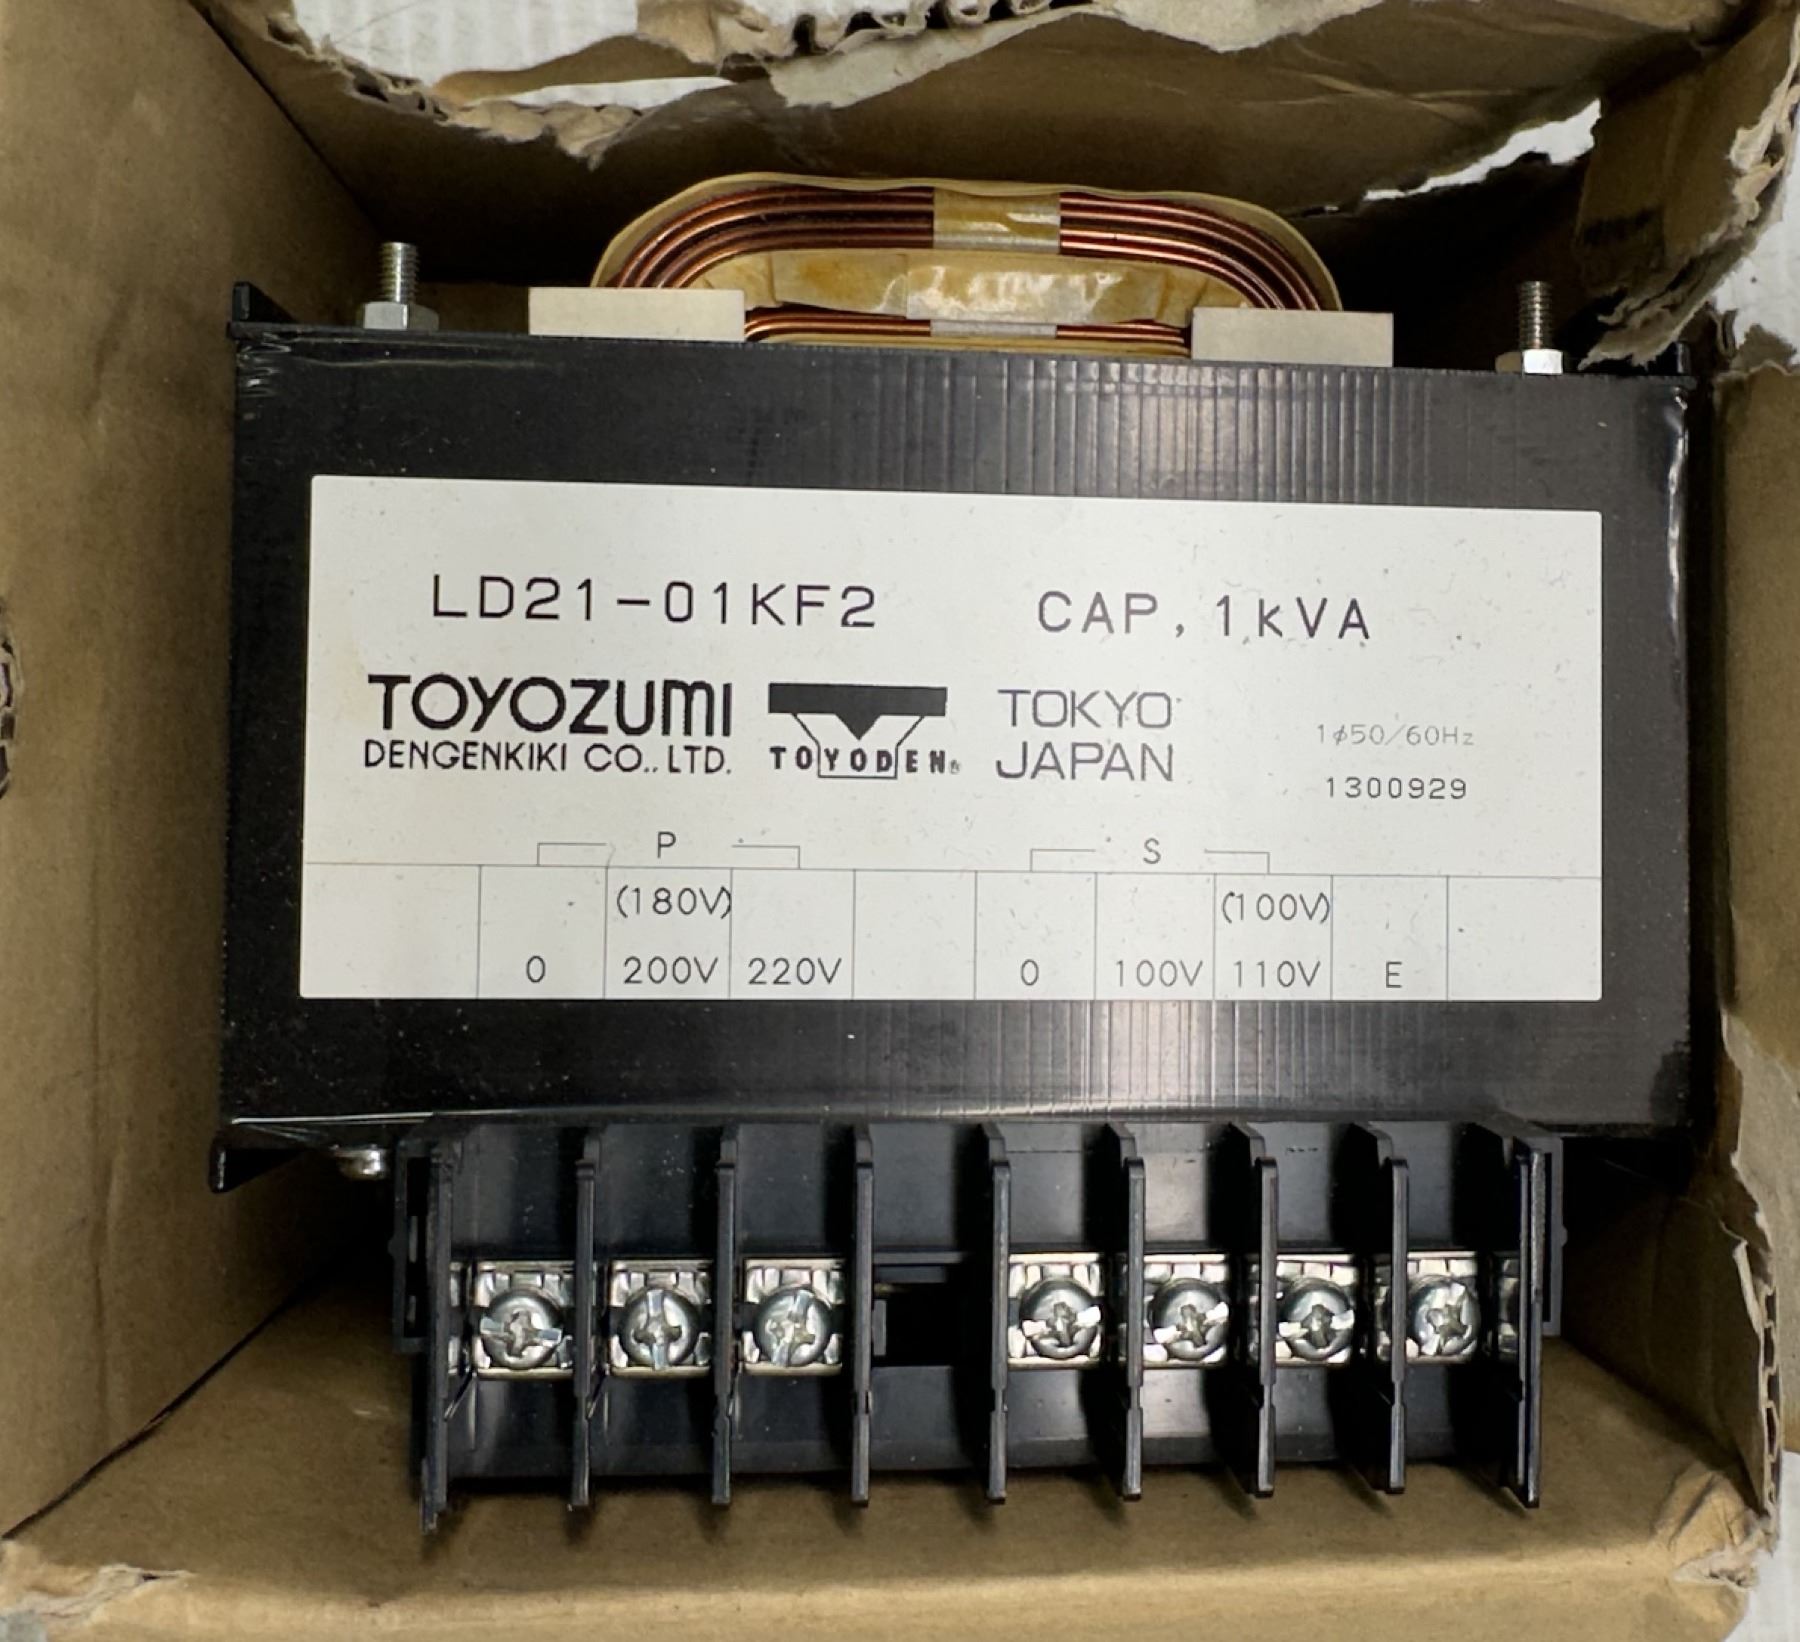 LD21-01KF2 CAP. 1kVA
TOYOZUMI
DENGENKIKI CO.,LTD.
TOYODEN®
TOKYO
JAPAN
1φ50/60Hz
1300929
P S
(180V) (100V)
0 200V 220V 0 100V 110V E